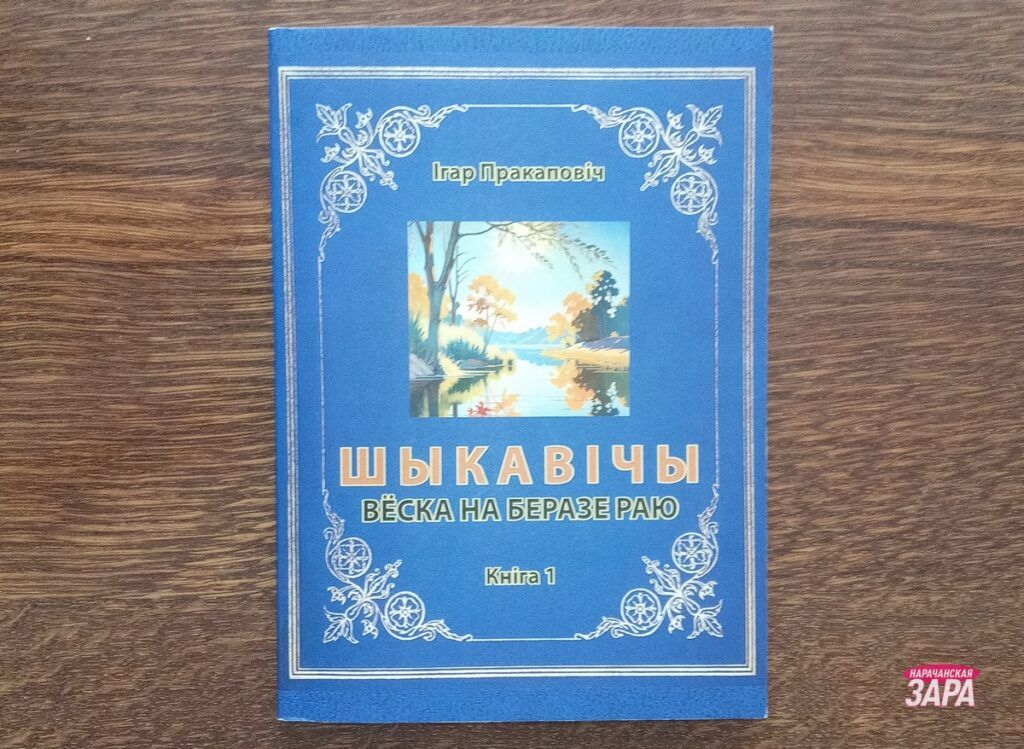 Ігар Пракаповіч
ШЫКАВІЧЫ
ВЁСКА НА БЕРАЗЕ РАЮ
Кніга 1
НАРАЧАНСКАЯ
ЗАРА